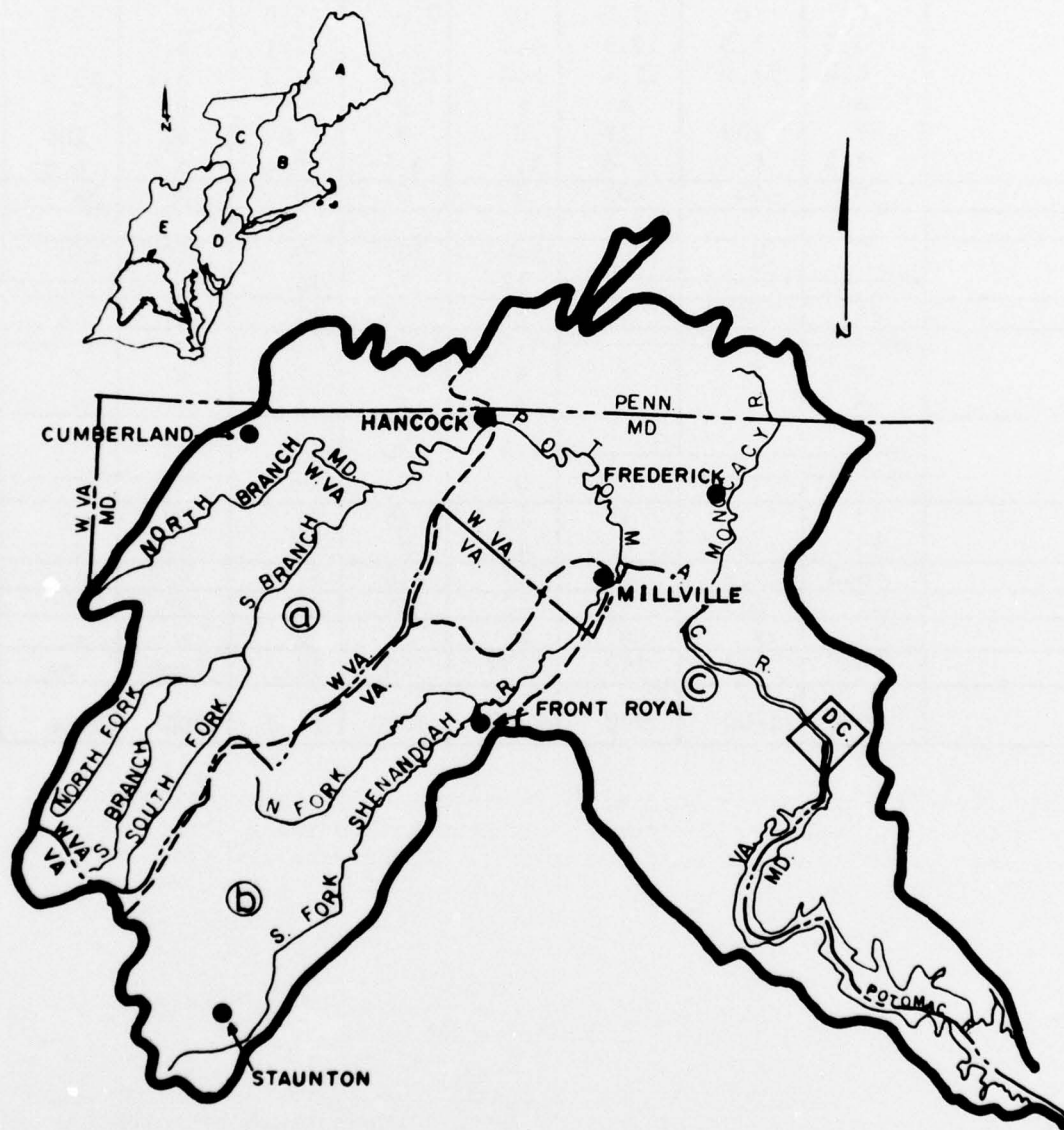 A
N
C
B
E
D
N
PENN.
MD
HANCOCK
CUMBERLAND
POTOMAC R.
FREDERICK
MONOCACY R
W VA
MD.
NORTH BRANCH
MD.
W.VA
S BRANCH
W VA.
VA.
MILLVILLE
a
W.VA
VA.
c
FRONT ROYAL
D.C.
NORTH FORK
S BRANCH
SOUTH FORK
W.VA
VA
N FORK
SHENANDOAH R
S. FORK
b
VA.
MD.
POTOMAC
STAUNTON